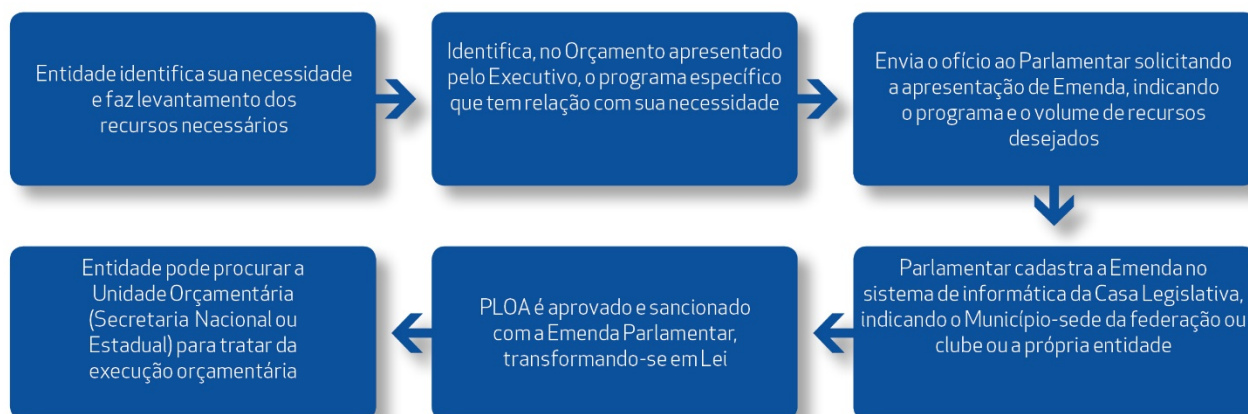 Entidade identifica sua necessidade
e faz levantamento dos
recursos necessários
Identifica, no Orçamento apresentado
pelo Executivo, o programa específico
que tem relação com sua necessidade
Envia o ofício ao Parlamentar solicitando
a apresentação de Emenda, indicando
o programa e o volume de recursos
desejados
Parlamentar cadastra a Emenda no
sistema de informática da Casa Legislativa,
indicando o Município-sede da federação ou
clube ou a própria entidade
PLOA é aprovado e sancionado
com a Emenda Parlamentar,
transformando-se em Lei
Entidade pode procurar a
Unidade Orçamentária
(Secretaria Nacional ou
Estadual) para tratar da
execução orçamentária